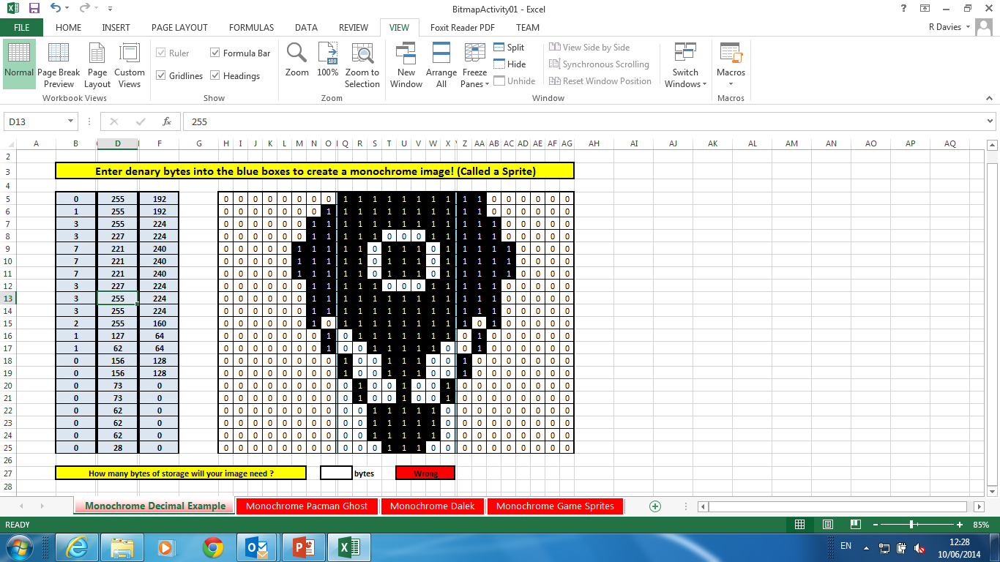 BitmapActivity01 - Excel
FILE HOME INSERT PAGE LAYOUT FORMULAS DATA REVIEW VIEW Foxit Reader PDF TEAM R Davies
Normal Page Break Preview Page Layout Custom Views
Workbook Views
Ruler Formula Bar
Gridlines Headings
Show
Zoom 100% Zoom to Selection
Zoom
New Window Arrange All Freeze Panes
Split
Hide
Unhide
View Side by Side
Synchronous Scrolling
Reset Window Position
Window
Switch Windows
Macros
Macros
D13 fx 255
A B D F G H I J K L M N O Q R S T U V W X Z AA AB AC AD AE AF AG AH AI AJ AK AL AM AN AO AP AQ
2
3 Enter denary bytes into the blue boxes to create a monochrome image! (Called a Sprite)
4
5 0 255 192 0 0 0 0 0 0 0 0 1 1 1 1 1 1 1 1 1 1 0 0 0 0 0 0
6 1 255 192 0 0 0 0 0 0 0 1 1 1 1 1 1 1 1 1 1 1 0 0 0 0 0 0
7 3 255 224 0 0 0 0 0 0 1 1 1 1 1 1 1 1 1 1 1 1 1 0 0 0 0 0
8 3 227 224 0 0 0 0 0 0 1 1 1 1 1 0 0 0 1 1 1 1 1 0 0 0 0 0
9 7 221 240 0 0 0 0 0 1 1 1 1 1 0 1 1 1 0 1 1 1 1 1 0 0 0 0
10 7 221 240 0 0 0 0 0 1 1 1 1 1 0 1 1 1 0 1 1 1 1 1 0 0 0 0
11 7 221 240 0 0 0 0 0 1 1 1 1 1 0 1 1 1 0 1 1 1 1 1 0 0 0 0
12 3 227 224 0 0 0 0 0 0 1 1 1 1 1 0 0 0 1 1 1 1 1 0 0 0 0 0
13 3 255 224 0 0 0 0 0 0 1 1 1 1 1 1 1 1 1 1 1 1 1 0 0 0 0 0
14 3 255 224 0 0 0 0 0 0 1 1 1 1 1 1 1 1 1 1 1 1 1 0 0 0 0 0
15 2 255 160 0 0 0 0 0 0 1 0 1 1 1 1 1 1 1 1 1 0 1 0 0 0 0 0
16 1 127 64 0 0 0 0 0 0 0 1 0 1 1 1 1 1 1 1 0 1 0 0 0 0 0 0
17 1 62 64 0 0 0 0 0 0 0 1 0 0 1 1 1 1 1 0 0 1 0 0 0 0 0 0
18 0 156 128 0 0 0 0 0 0 0 0 1 0 0 1 1 1 0 0 1 0 0 0 0 0 0 0
19 0 156 128 0 0 0 0 0 0 0 0 1 0 0 1 1 1 0 0 1 0 0 0 0 0 0 0
20 0 73 0 0 0 0 0 0 0 0 0 0 1 0 0 1 0 0 1 0 0 0 0 0 0 0 0
21 0 73 0 0 0 0 0 0 0 0 0 0 1 0 0 1 0 0 1 0 0 0 0 0 0 0 0
22 0 62 0 0 0 0 0 0 0 0 0 0 0 1 1 1 1 1 0 0 0 0 0 0 0 0 0
23 0 62 0 0 0 0 0 0 0 0 0 0 0 1 1 1 1 1 0 0 0 0 0 0 0 0 0
24 0 62 0 0 0 0 0 0 0 0 0 0 0 1 1 1 1 1 0 0 0 0 0 0 0 0 0
25 0 28 0 0 0 0 0 0 0 0 0 0 0 0 1 1 1 0 0 0 0 0 0 0 0 0 0
26
27 How many bytes of storage will your image need ? bytes Wrong
28
Monochrome Decimal Example Monochrome Pacman Ghost Monochrome Dalek Monochrome Game Sprites
READY 85%
EN 12:28
10/06/2014